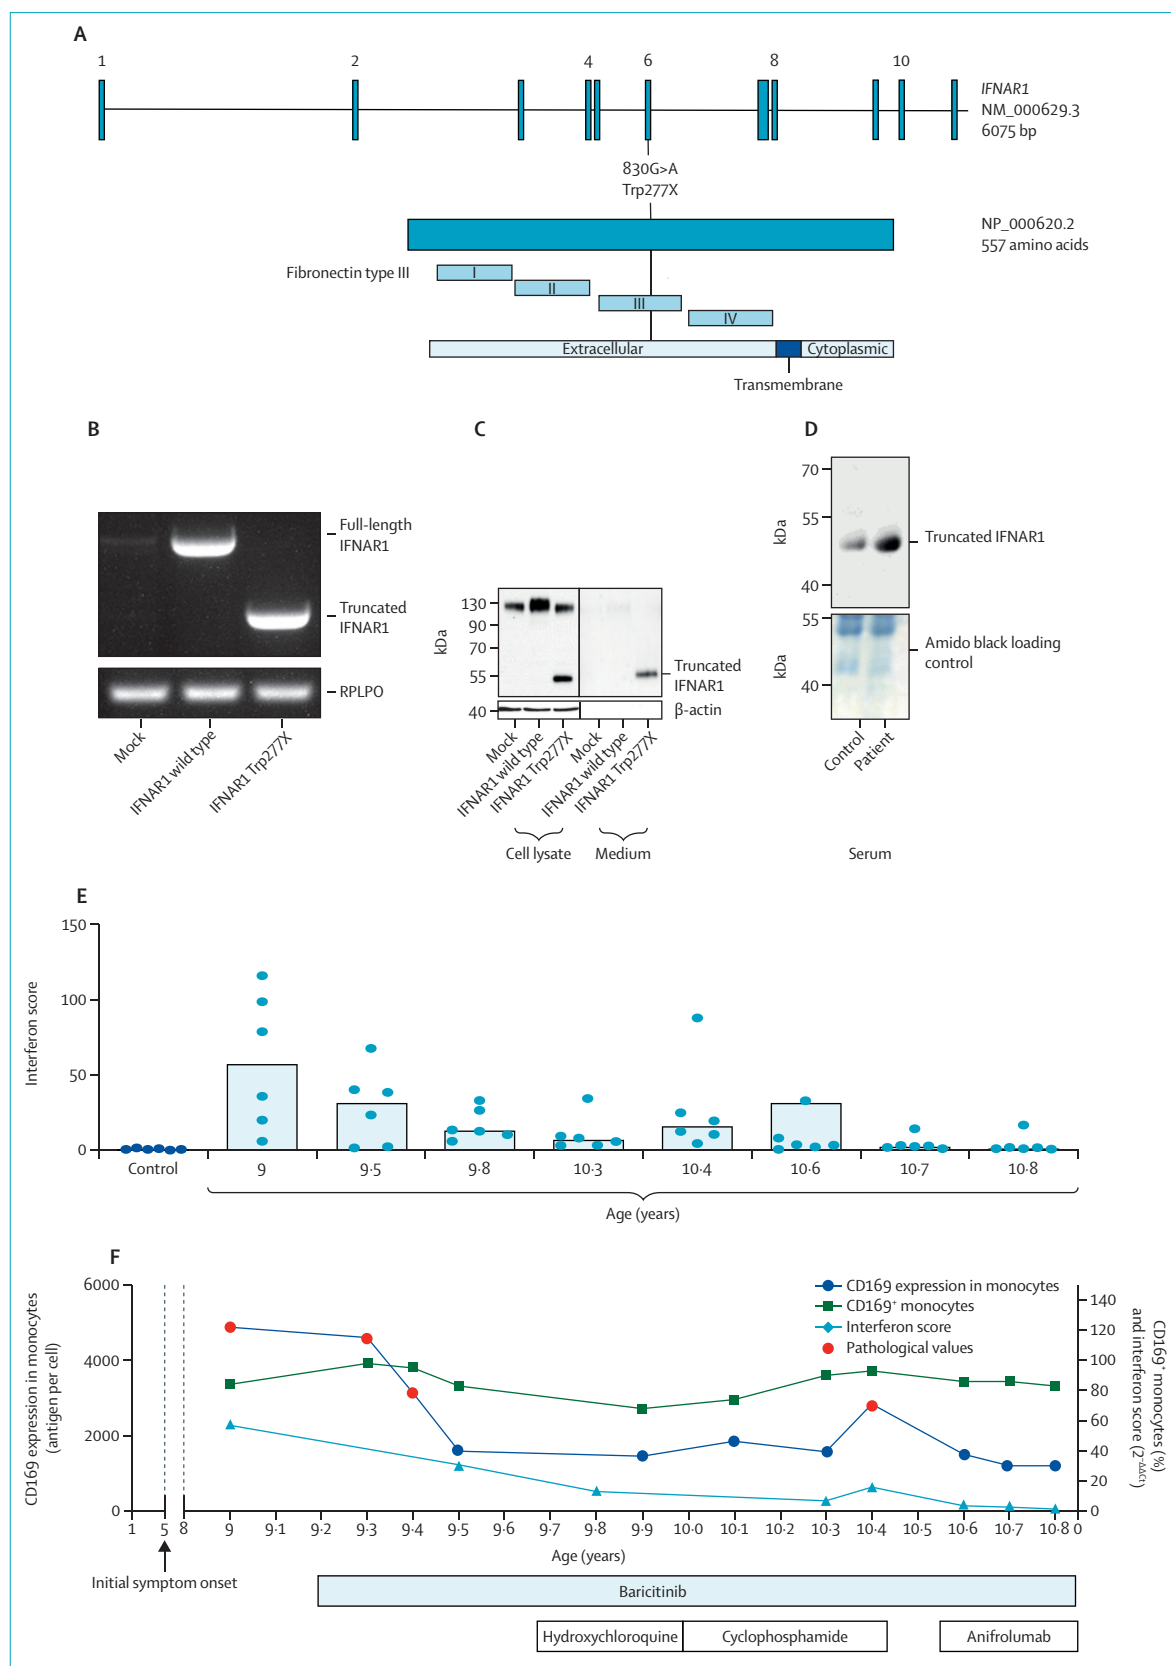 A
1 2 4 6 8 10
IFNAR1
NM_000629.3
6075 bp
830G>A
Trp277X
NP_000620.2
557 amino acids
Fibronectin type III
I
II
III
IV
Extracellular Cytoplasmic
Transmembrane
B
Full-length
IFNAR1
Truncated
IFNAR1
RPLPO
Mock
IFNAR1 wild type
IFNAR1 Trp277X
C
kDa
130
90
70
55
40
Truncated
IFNAR1
β-actin
Mock
IFNAR1 wild type
IFNAR1 Trp277X
Mock
IFNAR1 wild type
IFNAR1 Trp277X
Cell lysate Medium
D
kDa
70
55
40
Truncated IFNAR1
kDa
55
40
Amido black loading
control
Control
Patient
Serum
E
Interferon score
150
100
50
0
Control 9 9·5 9·8 10·3 10·4 10·6 10·7 10·8
Age (years)
F
CD169 expression in monocytes
(antigen per cell)
6000
4000
2000
0
CD169 expression in monocytes
CD169⁺ monocytes
Interferon score
Pathological values
140
120
100
80
60
40
20
0
CD169⁺ monocytes (%)
and interferon score (2⁻ΔΔCt)
1 5 8 9 9·1 9·2 9·3 9·4 9·5 9·6 9·7 9·8 9·9 10·0 10·1 10·2 10·3 10·4 10·5 10·6 10·7 10·8 0
Age (years)
Initial symptom onset
Baricitinib
Hydroxychloroquine Cyclophosphamide Anifrolumab